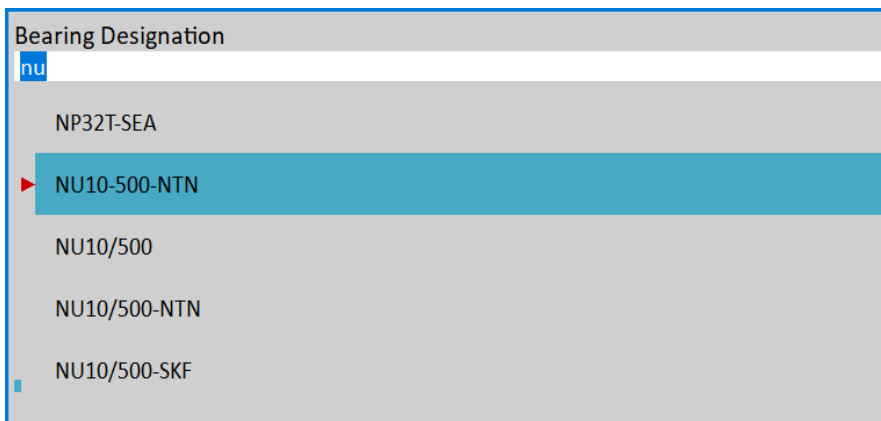 Bearing Designation
nu
NP32T-SEA
NU10-500-NTN
NU10/500
NU10/500-NTN
NU10/500-SKF